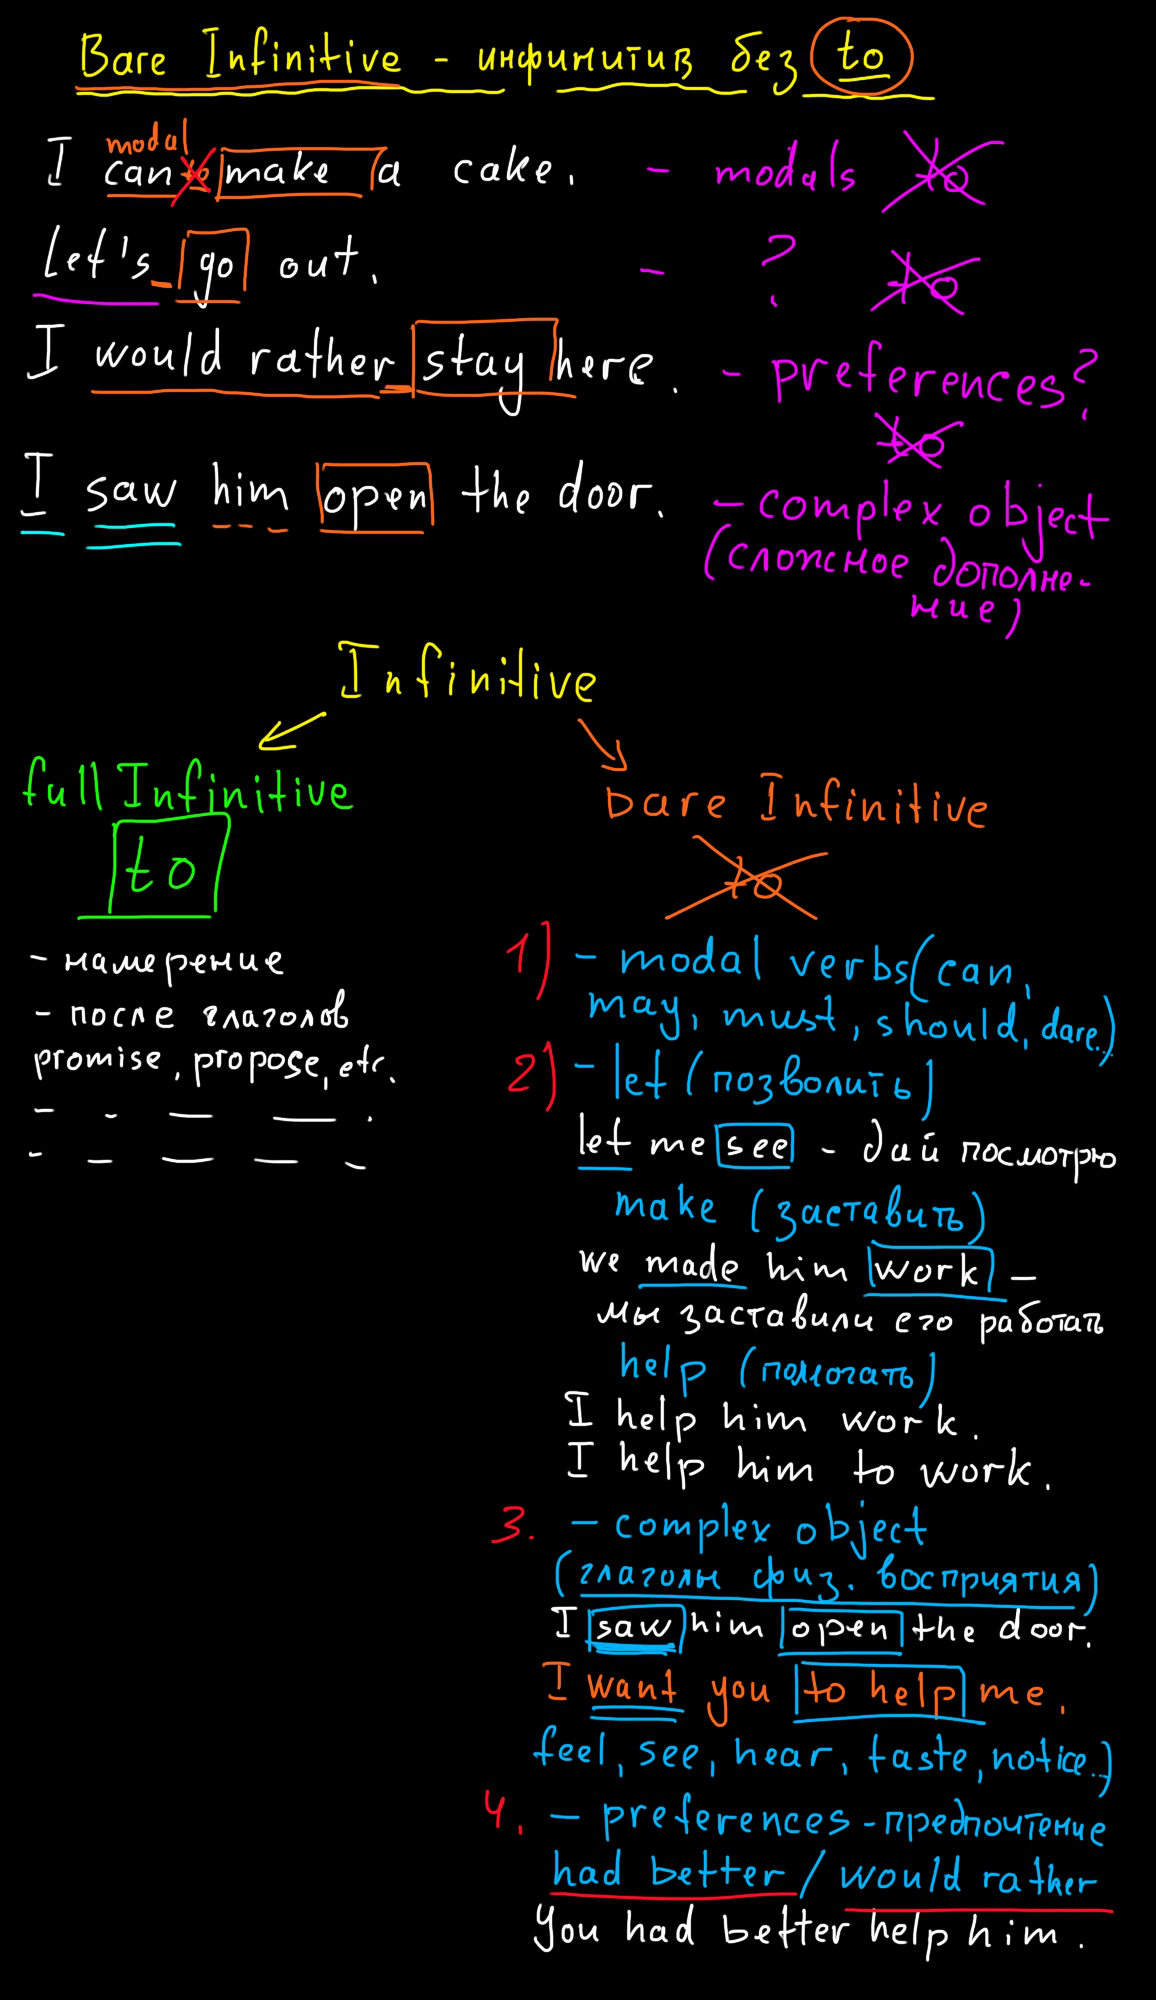 Bare Infinitive - инфинитив без to
modal
I can to make a cake. - modals to
Let's go out. - ? to
I would rather stay here. - preferences?
to
I saw him open the door. - complex object
(сложное дополне-
ние)
Infinitive
full Infinitive
to
- намерение
- после глаголов
promise, propose, etc.
bare Infinitive
to
1) - modal verbs (can,
may, must, should, dare..)
2) - let (позволить)
let me see - дай посмотрю
make (заставить)
we made him work -
мы заставили его работать
help (помогать)
I help him work.
I help him to work.
3. - complex object
(глаголы физ. восприятия)
I saw him open the door.
I want you to help me.
feel, see, hear, taste, notice..)
4. - preferences - предпочтение
had better / would rather
You had better help him.